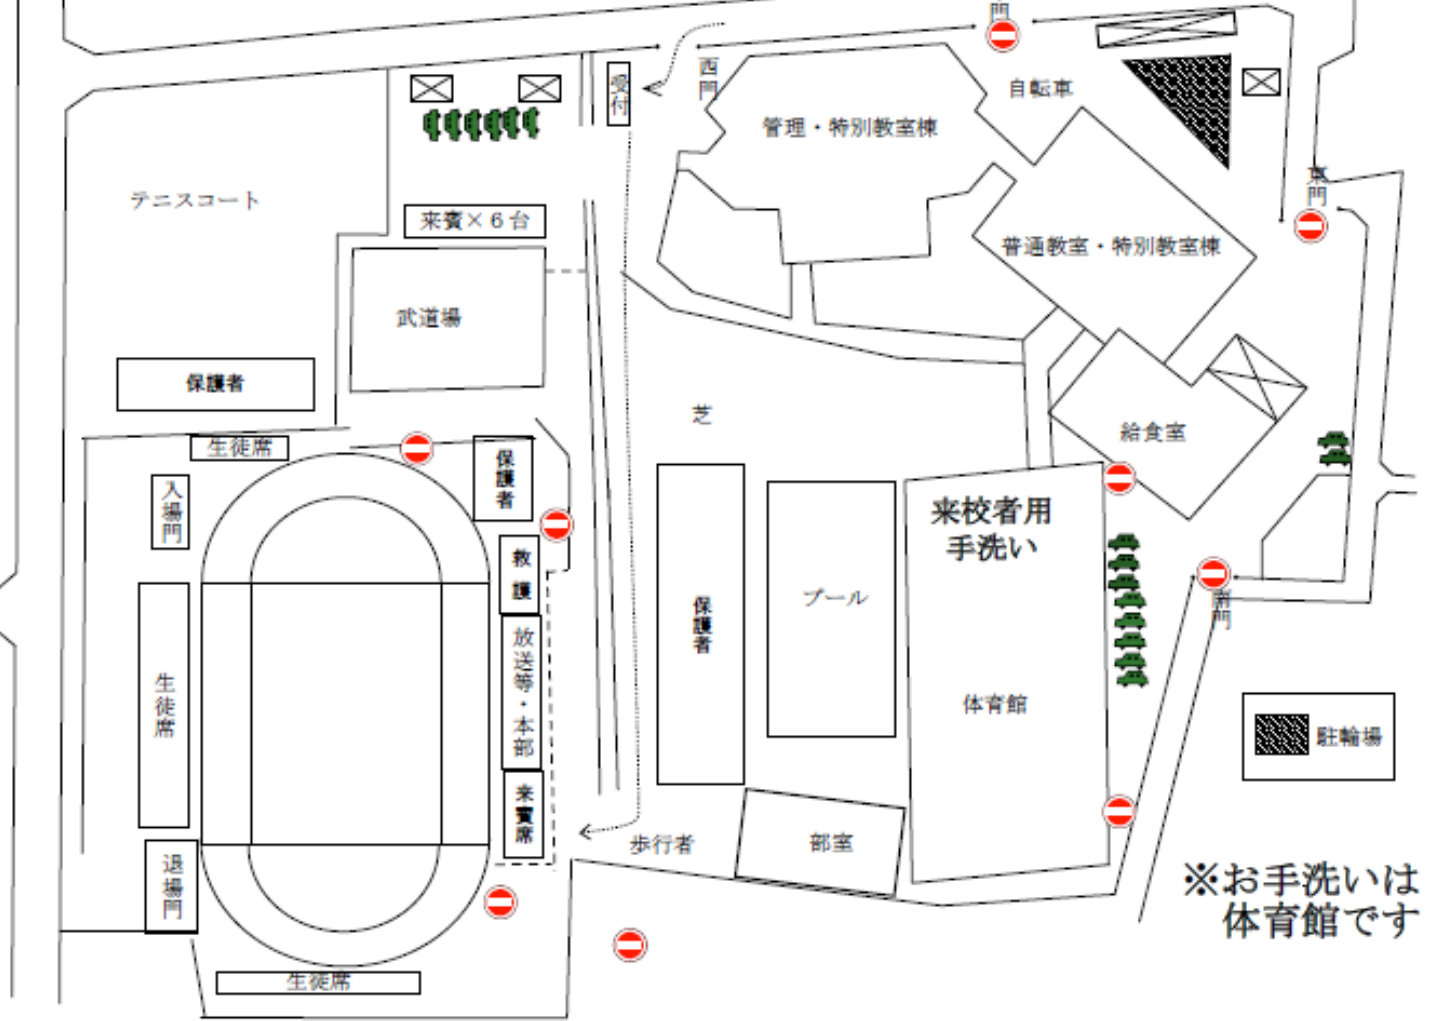 門
受付
西門
自転車
管理・特別教室棟
東門
テニスコート
来賓×６台
普通教室・特別教室棟
武道場
保護者
芝
生徒席
給食室
保護者
入場門
来校者用
手洗い
救護
プール
保護者
南門
放送等・本部
生徒席
体育館
駐輪場
来賓席
歩行者
部室
退場門
※お手洗いは
体育館です
生徒席